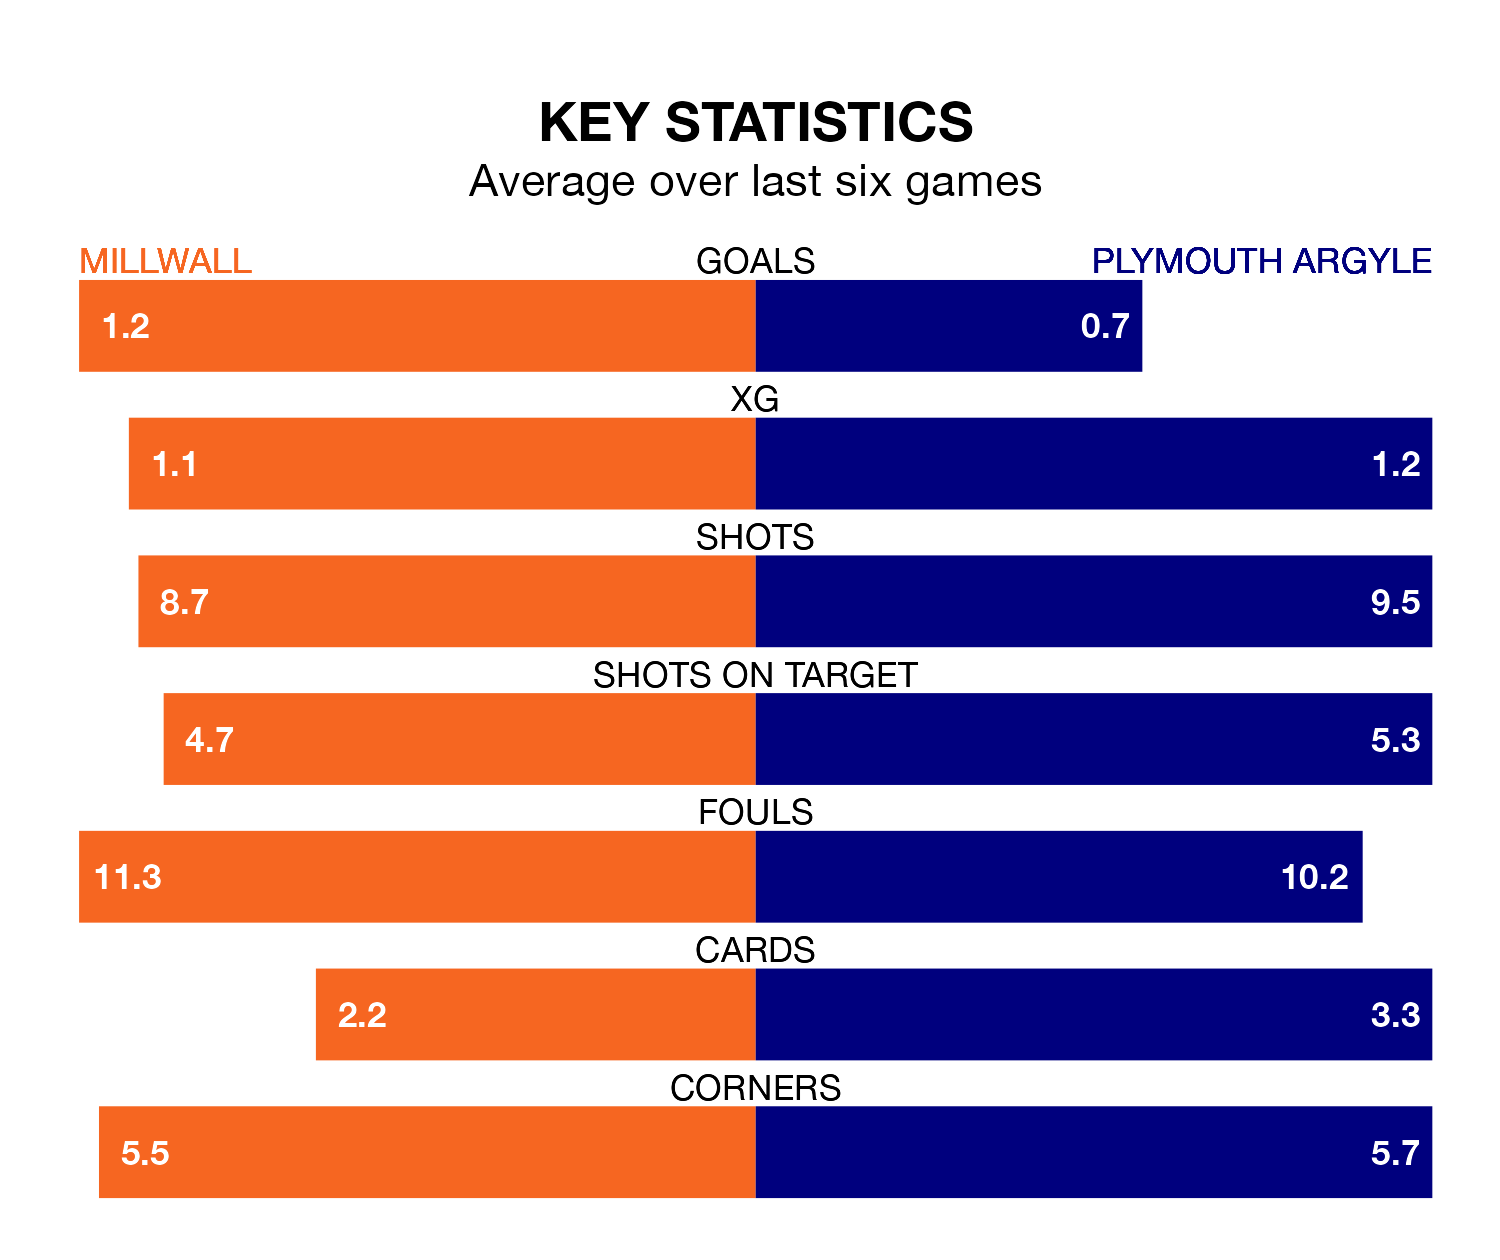 KEY STATISTICS
Average over last six games
MILLWALL GOALS PLYMOUTH ARGYLE
1.2 0.7
XG
1.1 1.2
SHOTS
8.7 9.5
SHOTS ON TARGET
4.7 5.3
FOULS
11.3 10.2
CARDS
2.2 3.3
CORNERS
5.5 5.7